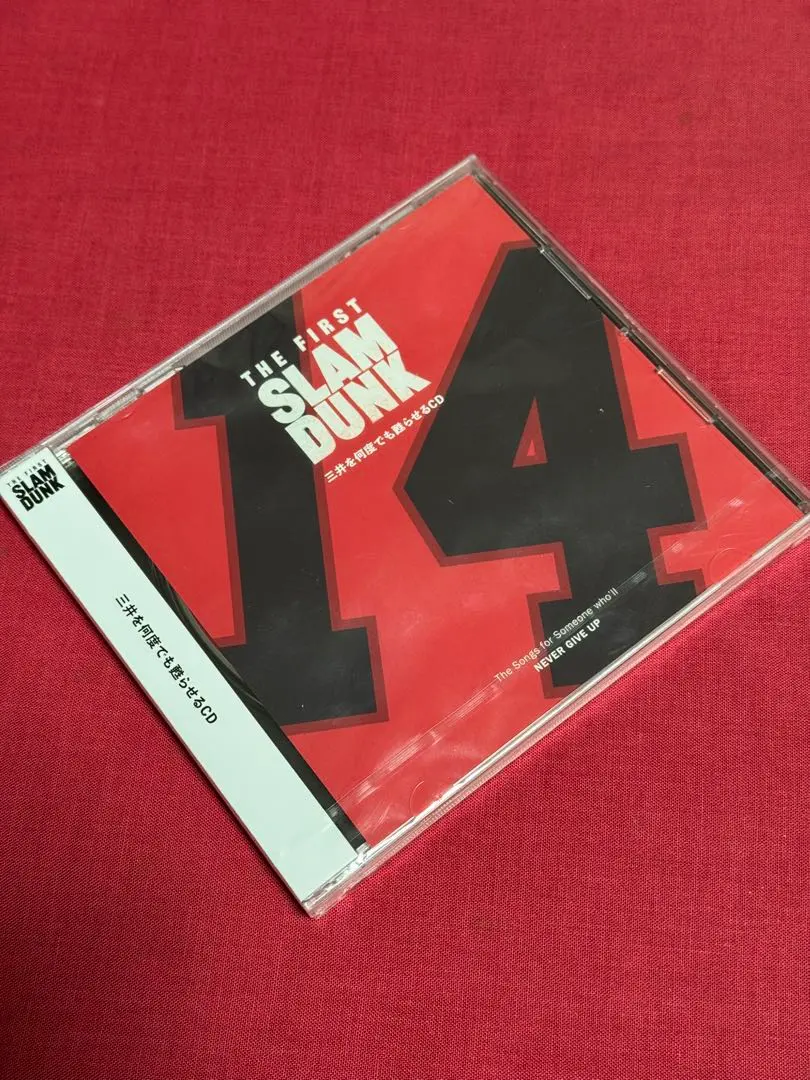 THE FIRST
SLAM
DUNK
三井を何度でも甦らせるCD
14
The Songs for Someone who'll
NEVER GIVE UP
THE FIRST
SLAM
DUNK
三井を何度でも甦らせるCD